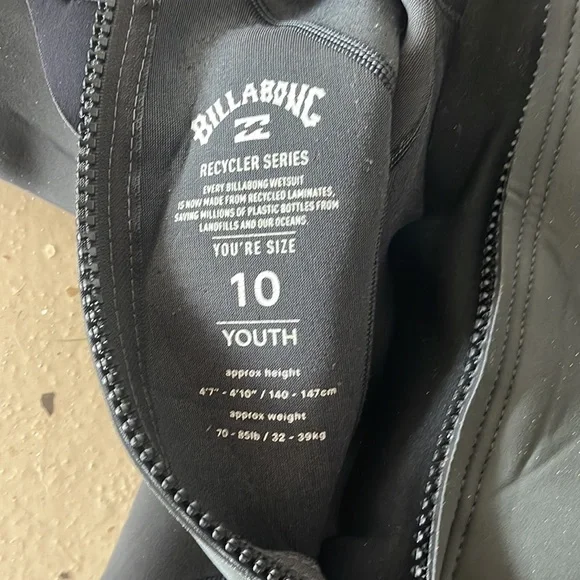 BILLABONG
RECYCLER SERIES
EVERY BILLABONG WETSUIT
IS NOW MADE FROM RECYCLED LAMINATES,
SAVING MILLIONS OF PLASTIC BOTTLES FROM
LANDFILLS AND OUR OCEANS.
YOU'RE SIZE
10
YOUTH
approx height
4'7" - 4'10" / 140 - 147cm
approx weight
70 - 85lb / 32 - 39kg